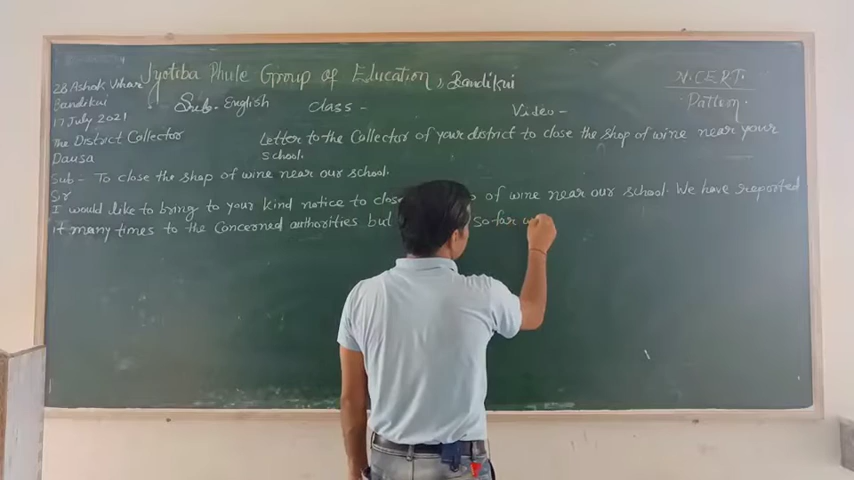 Jyotiba Phule Group of Education, Bandikui
N.C.E.R.T.
Pattern
Sub. English Class - Video -
28 Ashok Vihar
Bandikui
17 July 2021
The District Collector
Dausa
Letter to the Collector of your district to close the shop of wine near your
school.
Sub - To close the shop of wine near our school.
Sir
I would like to bring to your kind notice to close of wine near our school. We have reported
it many times to the concerned authorities but so far